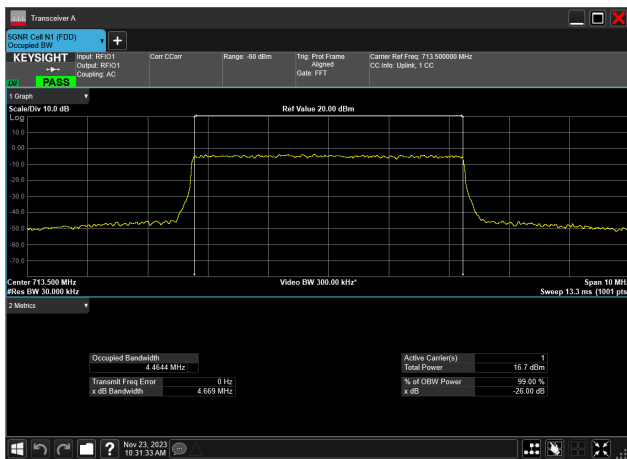 Transceiver A
5GNR Cell N1 (FDD)
Occupied BW
KEYSIGHT
Input: RFIO1
Output: RFIO1
Coupling: AC
Corr CCorr
Range: -60 dBm
Trig: Prot Frame
Aligned
Gate: FFT
Carrier Ref Freq: 713.500000 MHz
CC Info: Uplink, 1 CC
LV
PASS
1 Graph
Scale/Div 10.0 dB
Ref Value 20.00 dBm
Log
10.0
0.00
-10.0
-20.0
-30.0
-40.0
-50.0
-60.0
-70.0
Center 713.500 MHz
Video BW 300.00 kHz*
Span 10 MHz
#Res BW 30.000 kHz
Sweep 13.3 ms (1001 pts
2 Metrics
Occupied Bandwidth
4.4644 MHz
Transmit Freq Error 0 Hz
x dB Bandwidth 4.669 MHz
Active Carrier(s) 1
Total Power 16.7 dBm
% of OBW Power 99.00 %
x dB -26.00 dB
?
Nov 23, 2023
10:31:33 AM